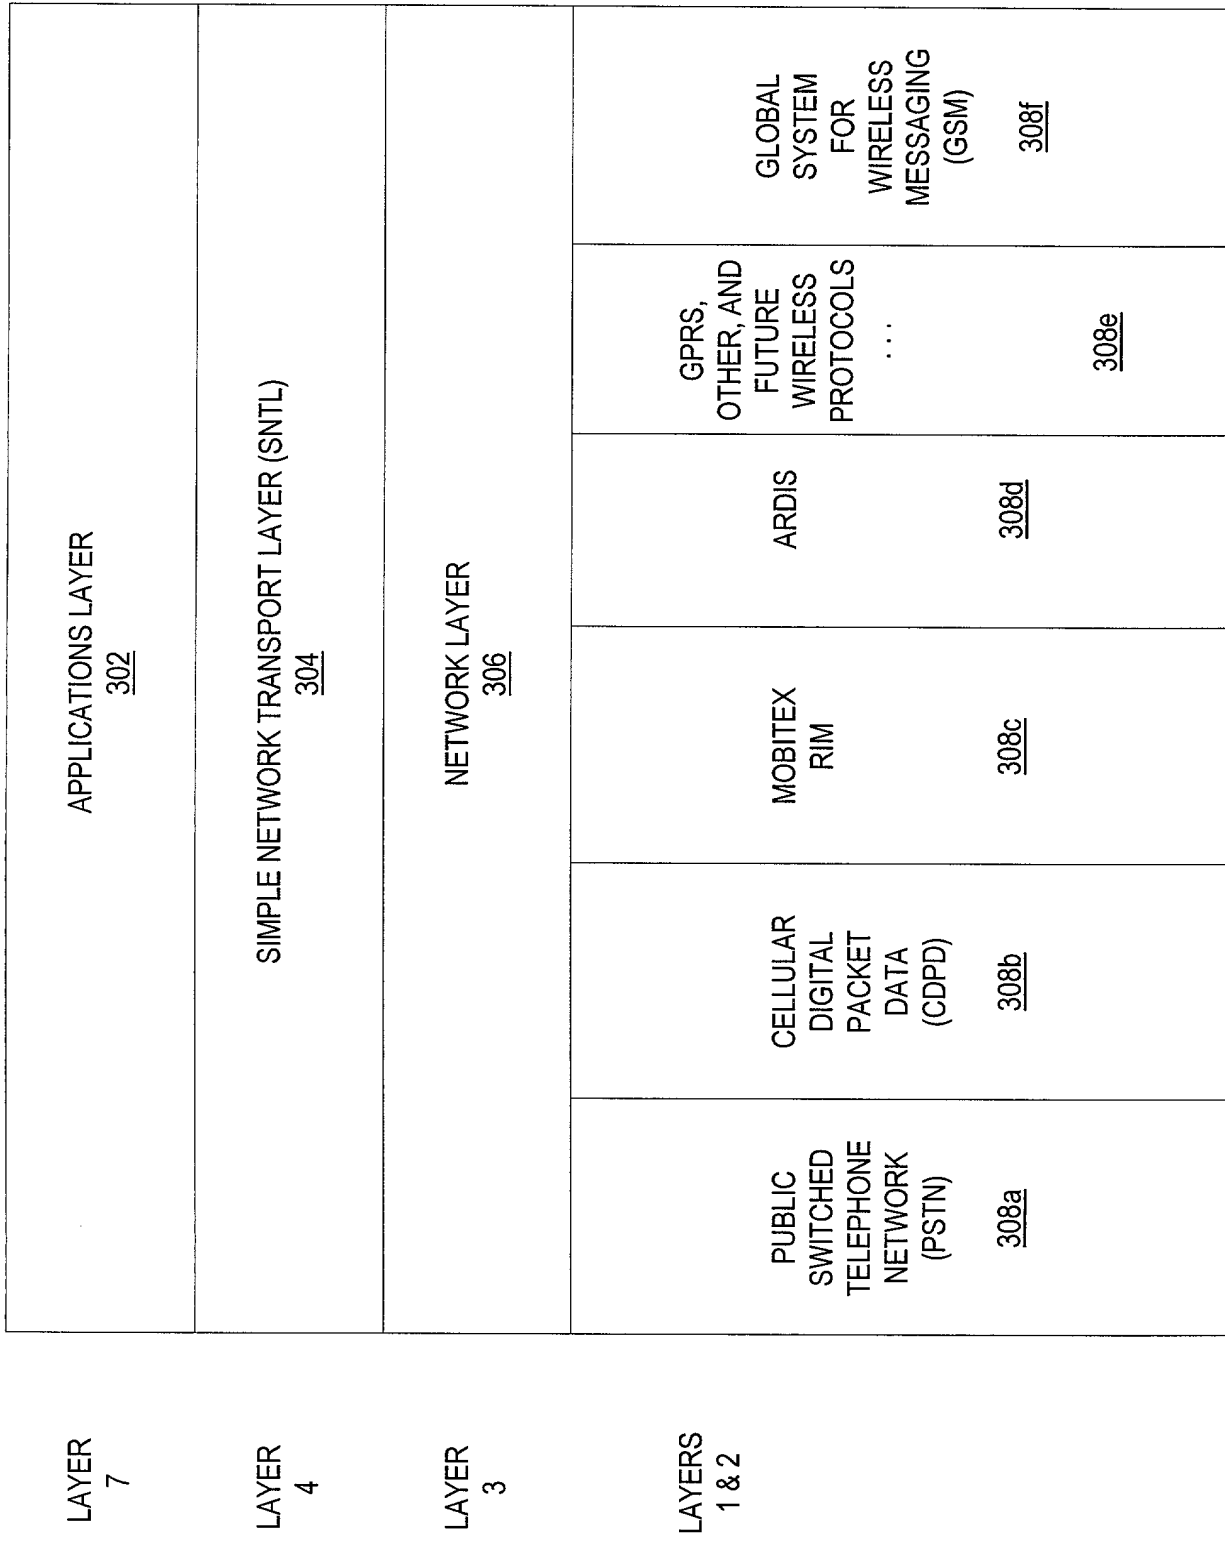 LAYER
7
APPLICATIONS LAYER
302
LAYER
4
SIMPLE NETWORK TRANSPORT LAYER (SNTL)
304
LAYER
3
NETWORK LAYER
306
LAYERS
1 & 2
PUBLIC
SWITCHED
TELEPHONE
NETWORK
(PSTN)
308a
CELLULAR
DIGITAL
PACKET
DATA
(CDPD)
308b
MOBITEX
RIM
308c
ARDIS
308d
GPRS,
OTHER, AND
FUTURE
WIRELESS
PROTOCOLS
. . .
308e
GLOBAL
SYSTEM
FOR
WIRELESS
MESSAGING
(GSM)
308f